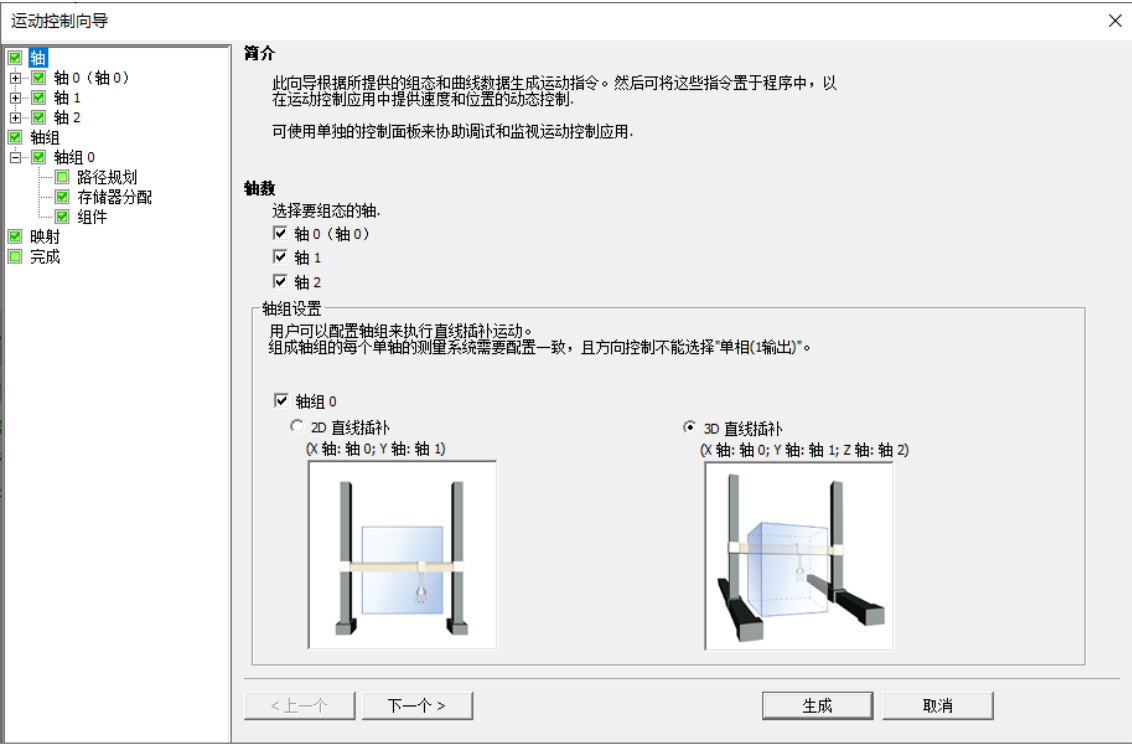 运动控制向导
轴
轴 0（轴 0）
轴 1
轴 2
轴组
轴组 0
路径规划
存储器分配
组件
映射
完成
简介
此向导根据所提供的组态和曲线数据生成运动指令。然后可将这些指令置于程序中，以
在运动控制应用中提供速度和位置的动态控制.
可使用单独的控制面板来协助调试和监视运动控制应用.
轴数
选择要组态的轴.
轴 0（轴 0）
轴 1
轴 2
轴组设置
用户可以配置轴组来执行直线插补运动。
组成轴组的每个单轴的测量系统需要配置一致，且方向控制不能选择"单相(1输出)"。
轴组 0
2D 直线插补
(X 轴: 轴 0; Y 轴: 轴 1)
3D 直线插补
(X 轴: 轴 0; Y 轴: 轴 1; Z 轴: 轴 2)
<上一个
下一个 >
生成
取消